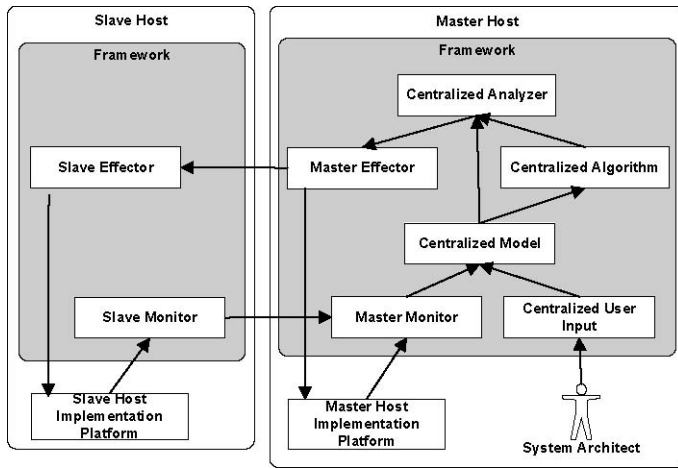 Slave Host
Framework
Slave Effector
Slave Monitor
Slave Host
Implementation
Platform
Master Host
Framework
Centralized Analyzer
Master Effector
Centralized Algorithm
Centralized Model
Master Monitor
Centralized User
Input
Master Host
Implementation
Platform
System Architect